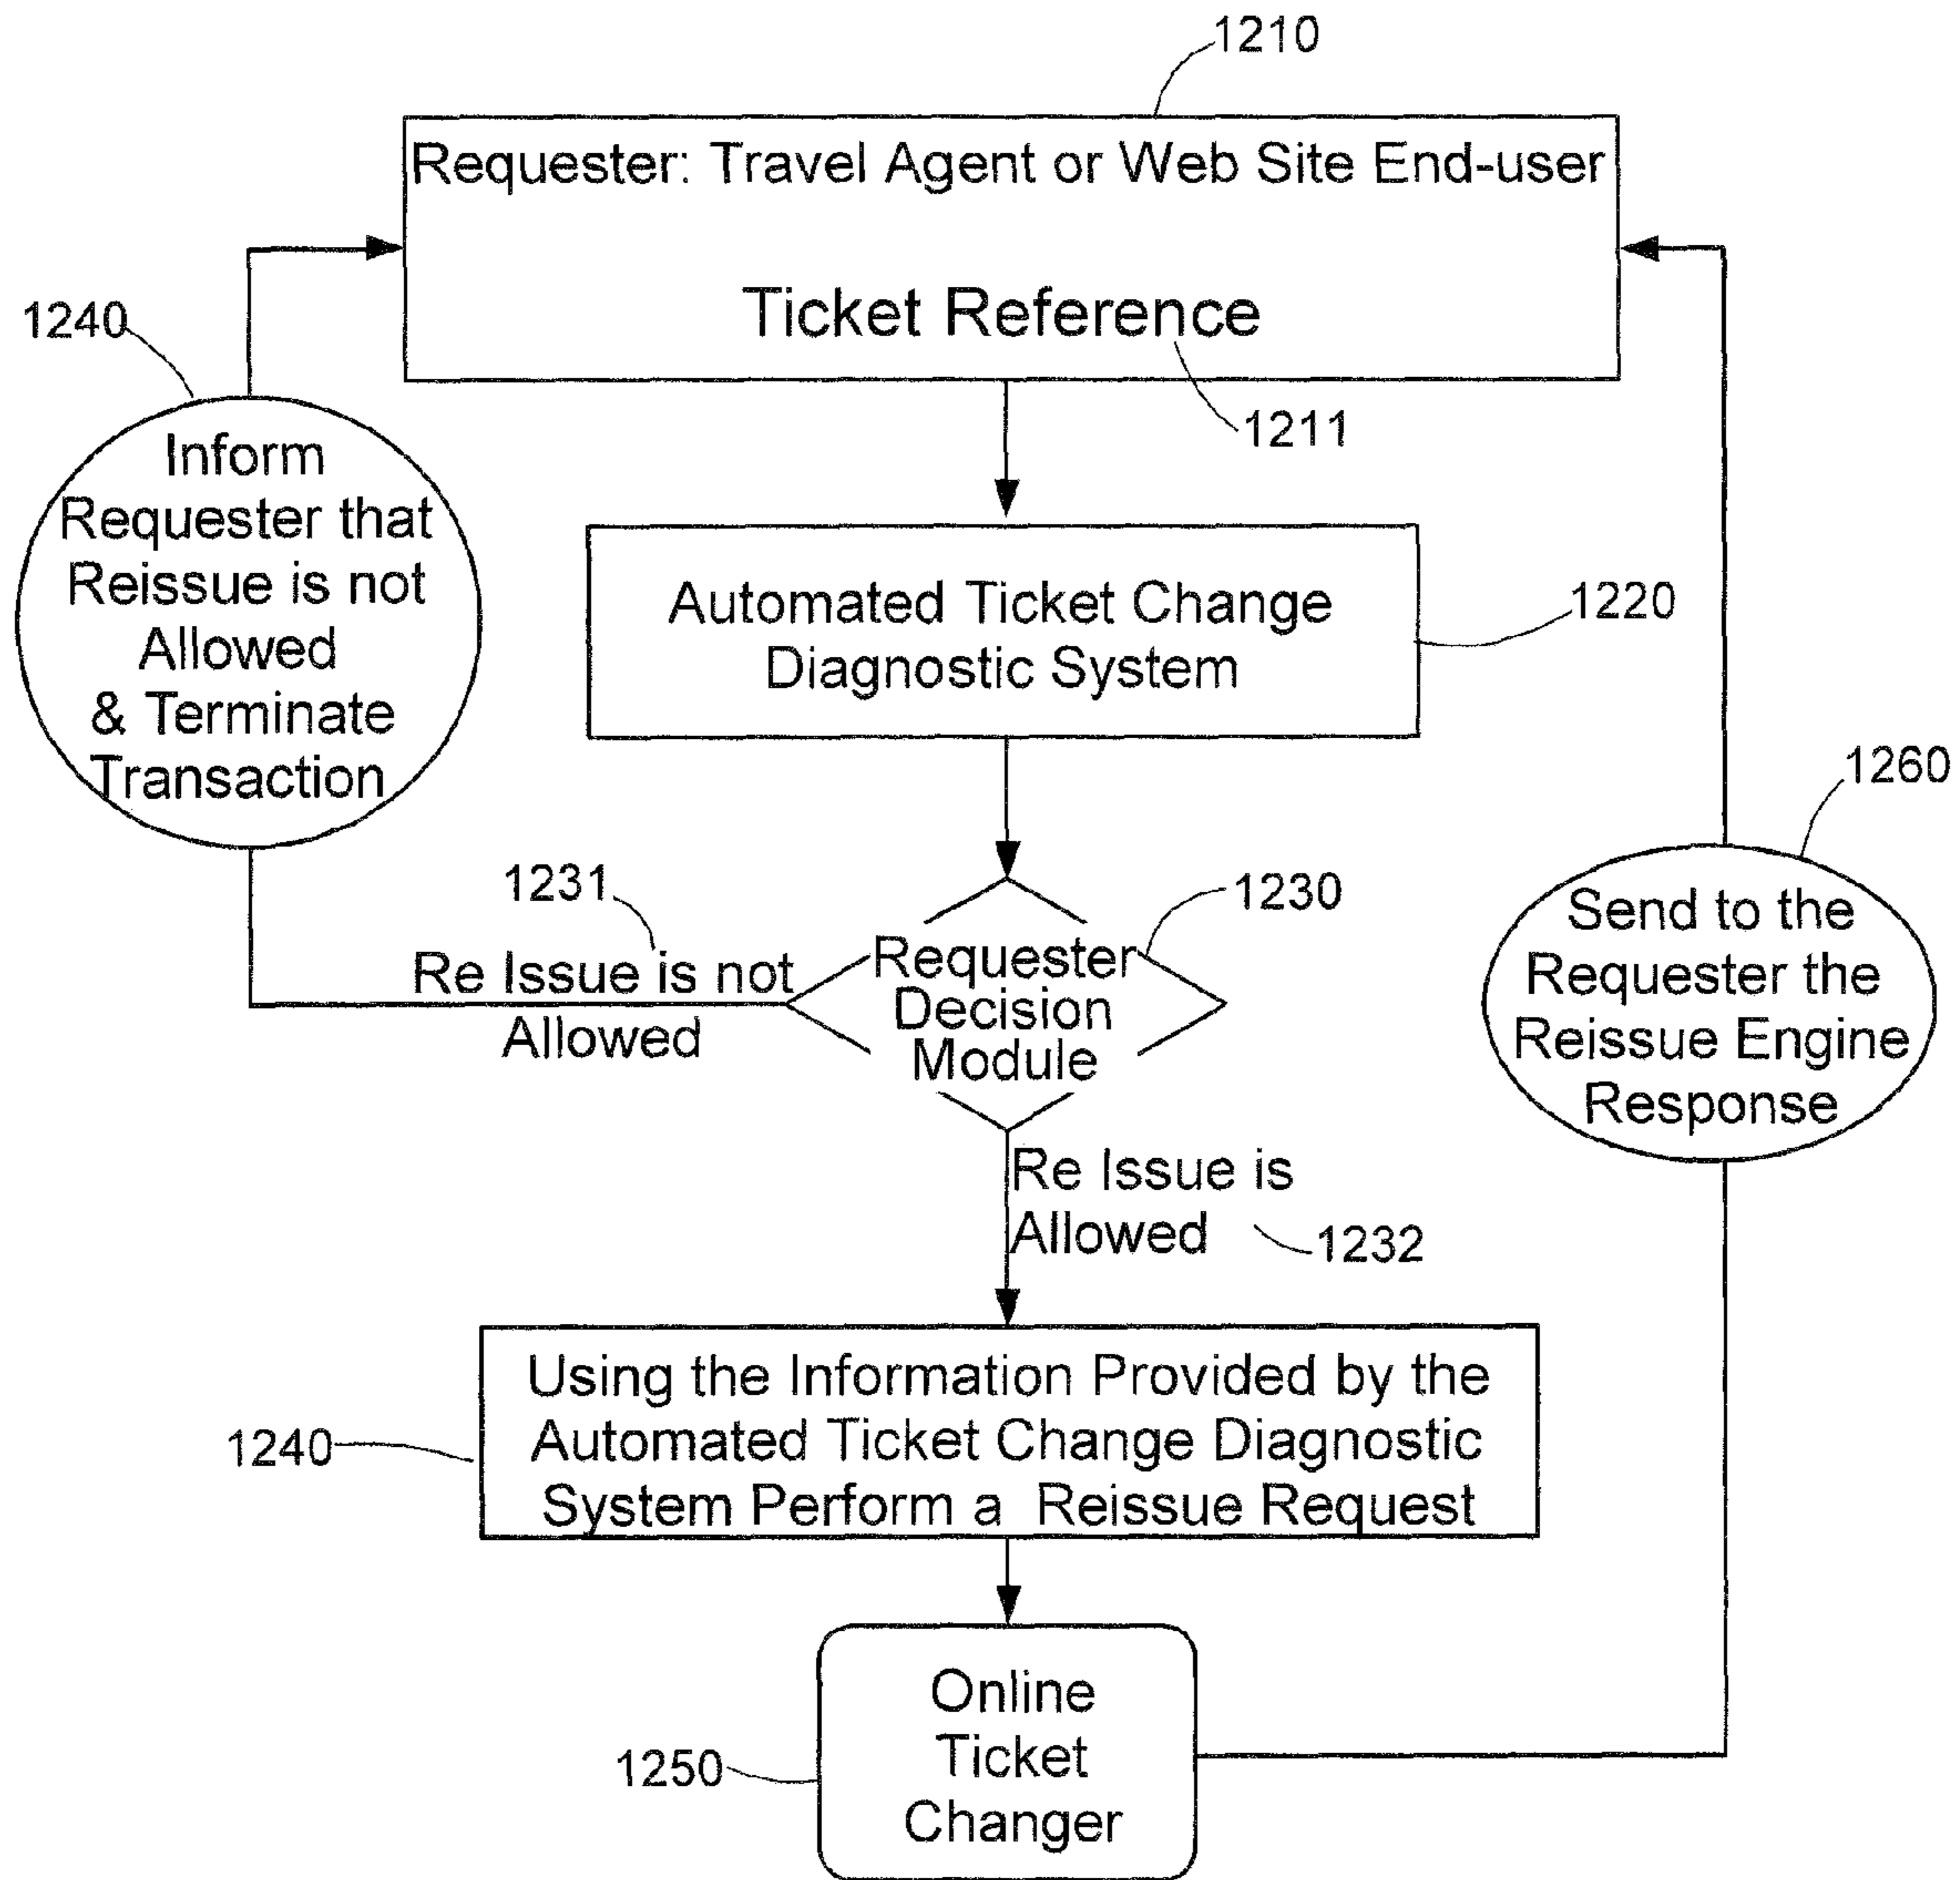 1210
Requester: Travel Agent or Web Site End-user
Ticket Reference
1211
1240
Inform
Requester that
Reissue is not
Allowed
& Terminate
Transaction
Automated Ticket Change
Diagnostic System
1220
1260
Send to the
Requester the
Reissue Engine
Response
1231
Re Issue is not
Allowed
1230
Requester
Decision
Module
Re Issue is
Allowed
1232
1240
Using the Information Provided by the
Automated Ticket Change Diagnostic
System Perform a Reissue Request
1250
Online
Ticket
Changer